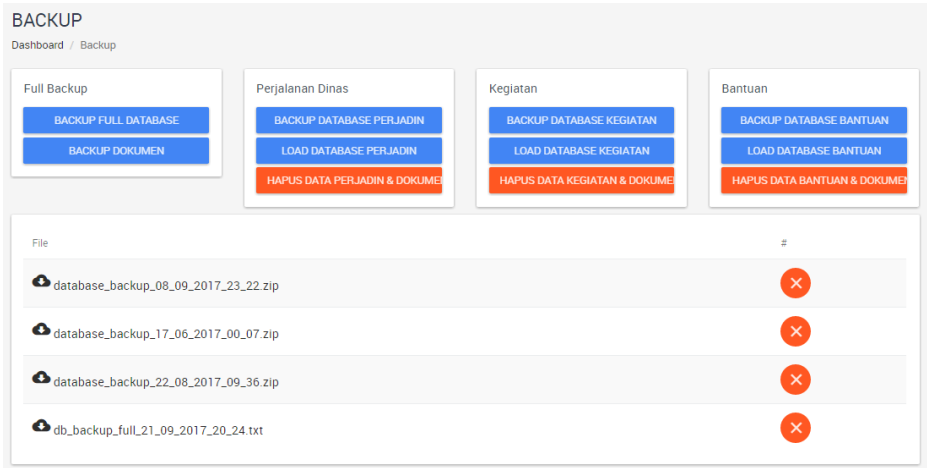 BACKUP
Dashboard / Backup
Full Backup
BACKUP FULL DATABASE
BACKUP DOKUMEN
Perjalanan Dinas
BACKUP DATABASE PERJADIN
LOAD DATABASE PERJADIN
HAPUS DATA PERJADIN & DOKUME
Kegiatan
BACKUP DATABASE KEGIATAN
LOAD DATABASE KEGIATAN
HAPUS DATA KEGIATAN & DOKUME
Bantuan
BACKUP DATABASE BANTUAN
LOAD DATABASE BANTUAN
HAPUS DATA BANTUAN & DOKUMEN
File #
database_backup_08_09_2017_23_22.zip
database_backup_17_06_2017_00_07.zip
database_backup_22_08_2017_09_36.zip
db_backup_full_21_09_2017_20_24.txt